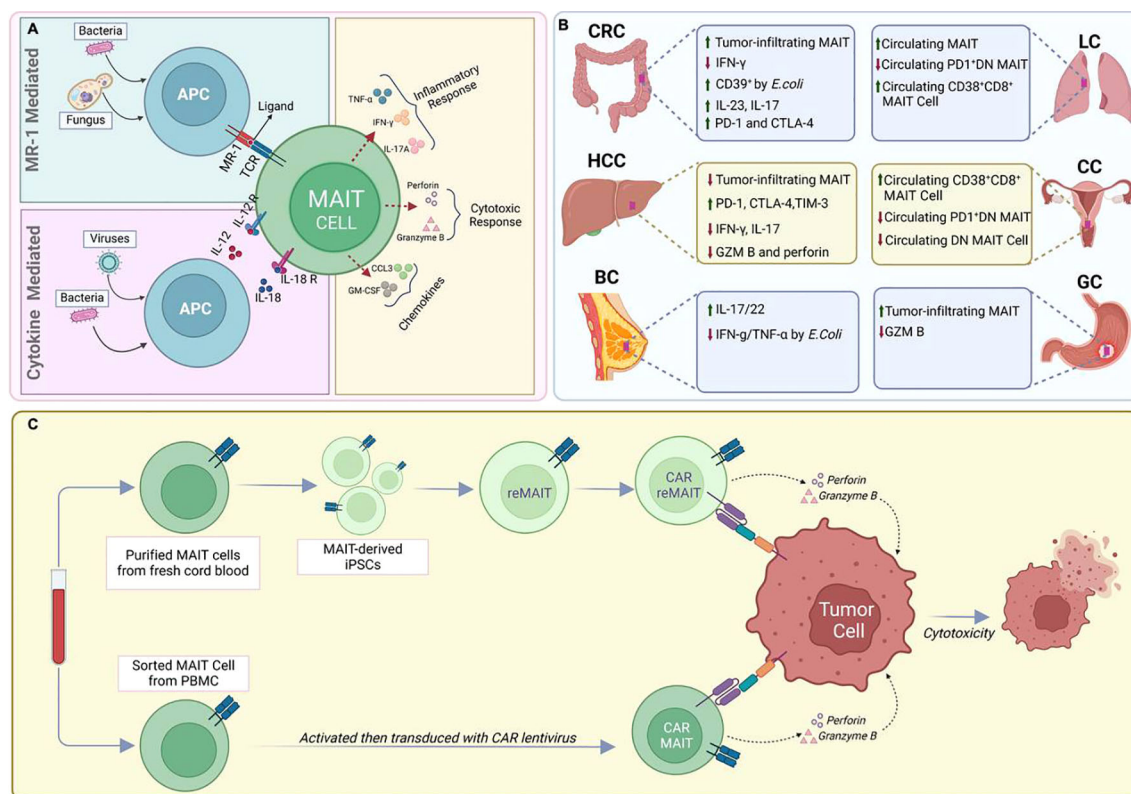 A
MR-1 Mediated
Bacteria
Fungus
APC
Ligand
MR-1
TCR
Cytokine Mediated
Viruses
Bacteria
APC
IL-12 R
IL-12
IL-18 R
IL-18
MAIT
CELL
TNF-α
IFN-γ
IL-17A
Inflammatory
Response
Perforin
Granzyme B
Cytotoxic
Response
CCL3
GM-CSF
Chemokines
B
CRC
↑ Tumor-infiltrating MAIT
↓ IFN-γ
↑ CD39⁺ by E.coli
↑ IL-23, IL-17
↑ PD-1 and CTLA-4
LC
↑ Circulating MAIT
↓ Circulating PD1⁺DN MAIT
↑ Circulating CD38⁺CD8⁺
MAIT Cell
HCC
↓ Tumor-infiltrating MAIT
↑ PD-1, CTLA-4,TIM-3
↓ IFN-γ, IL-17
↓ GZM B and perforin
CC
↑ Circulating CD38⁺CD8⁺
MAIT Cell
↓ Circulating PD1⁺DN MAIT
↓ Circulating DN MAIT Cell
BC
↑ IL-17/22
↓ IFN-g/TNF-α by E.Coli
GC
↑ Tumor-infiltrating MAIT
↓ GZM B
C
Purified MAIT cells
from fresh cord blood
MAIT-derived
iPSCs
reMAIT
CAR
reMAIT
Perforin
Granzyme B
Tumor
Cell
Cytotoxicity
Sorted MAIT Cell
from PBMC
Activated then transduced with CAR lentivirus
CAR
MAIT
Perforin
Granzyme B